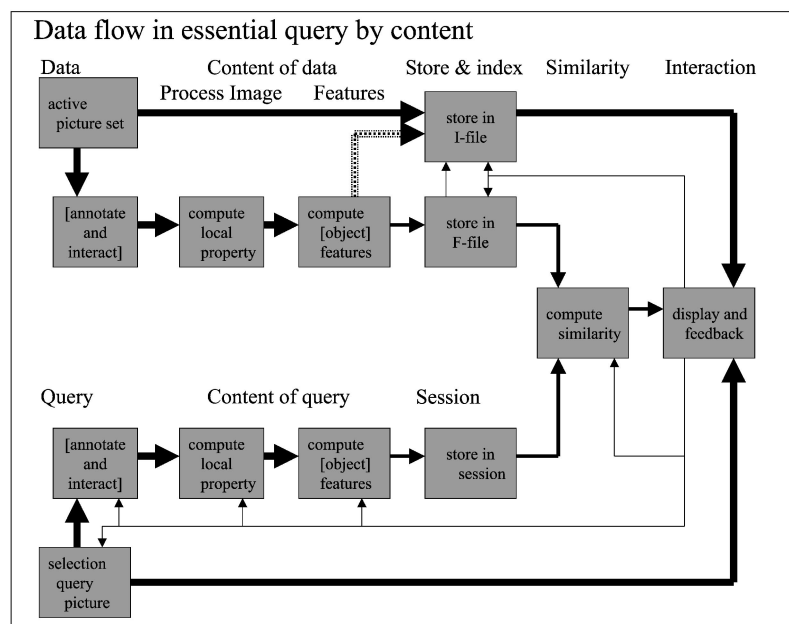 Data flow in essential query by content
Data
Content of data
Store & index
Similarity
Interaction
Process Image
Features
active
picture set
store in
I-file
[annotate
and
interact]
compute
local
property
compute
[object]
features
store in
F-file
compute
similarity
display and
feedback
Query
Content of query
Session
[annotate
and
interact]
compute
local
property
compute
[object]
features
store in
session
selection
query
picture